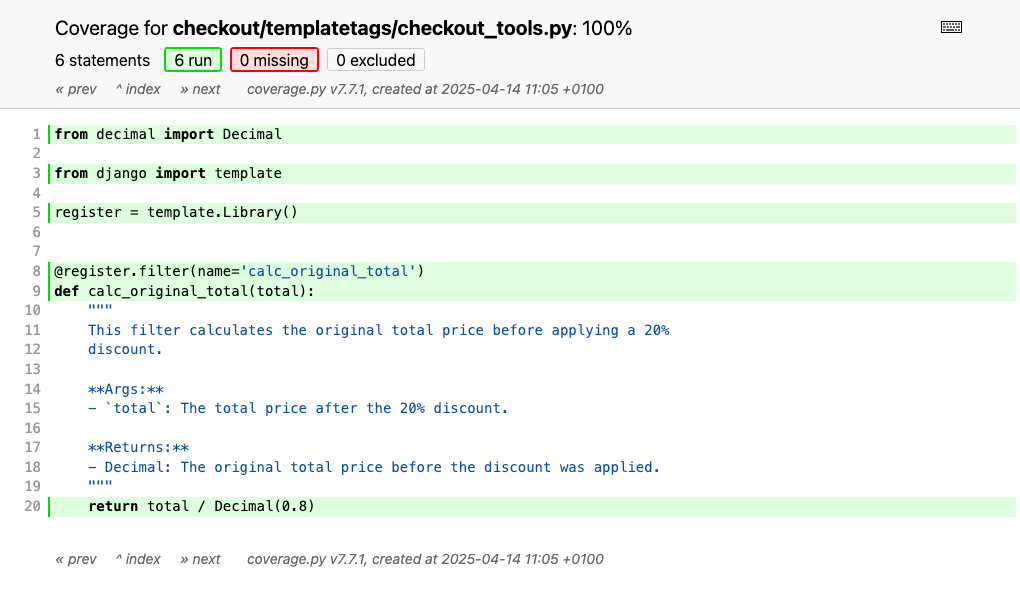 Coverage for checkout/templatetags/checkout_tools.py: 100%
6 statements 6 run 0 missing 0 excluded
« prev ^ index » next coverage.py v7.7.1, created at 2025-04-14 11:05 +0100
1 from decimal import Decimal
2
3 from django import template
4
5 register = template.Library()
6
7
8 @register.filter(name='calc_original_total')
9 def calc_original_total(total):
10     """
11     This filter calculates the original total price before applying a 20%
12     discount.
13
14     **Args:**
15     - `total`: The total price after the 20% discount.
16
17     **Returns:**
18     - Decimal: The original total price before the discount was applied.
19     """
20     return total / Decimal(0.8)
« prev ^ index » next coverage.py v7.7.1, created at 2025-04-14 11:05 +0100